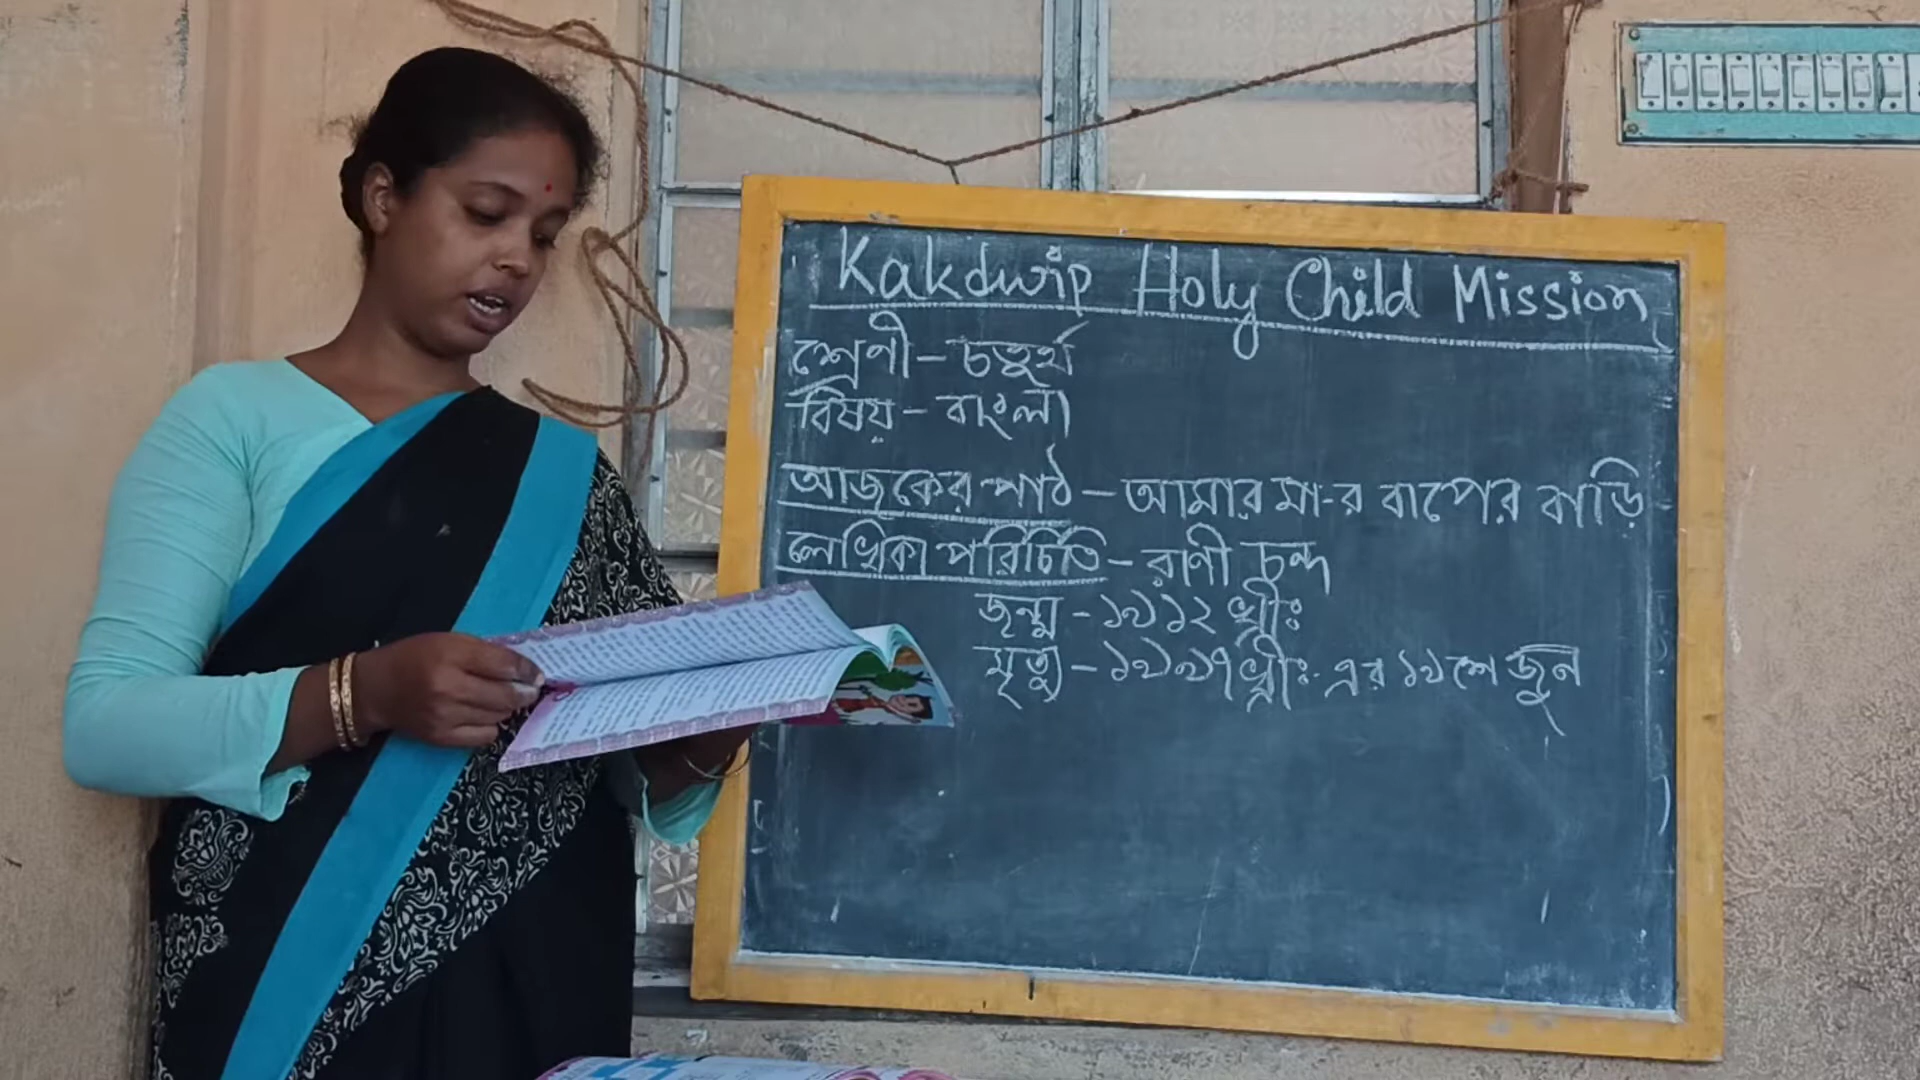 Kakdwip Holy Child Mission
শ্রেণী - চতুর্থ
বিষয় - বাংলা
আজকের পাঠ - আমার মা-র বাপের বাড়ি
লেখিকা পরিচিতি - রাণী চন্দ
জন্ম - ১৯১২ খ্রীঃ
মৃত্যু - ১৯৯৭ খ্রীঃ এর ১৯শে জুন